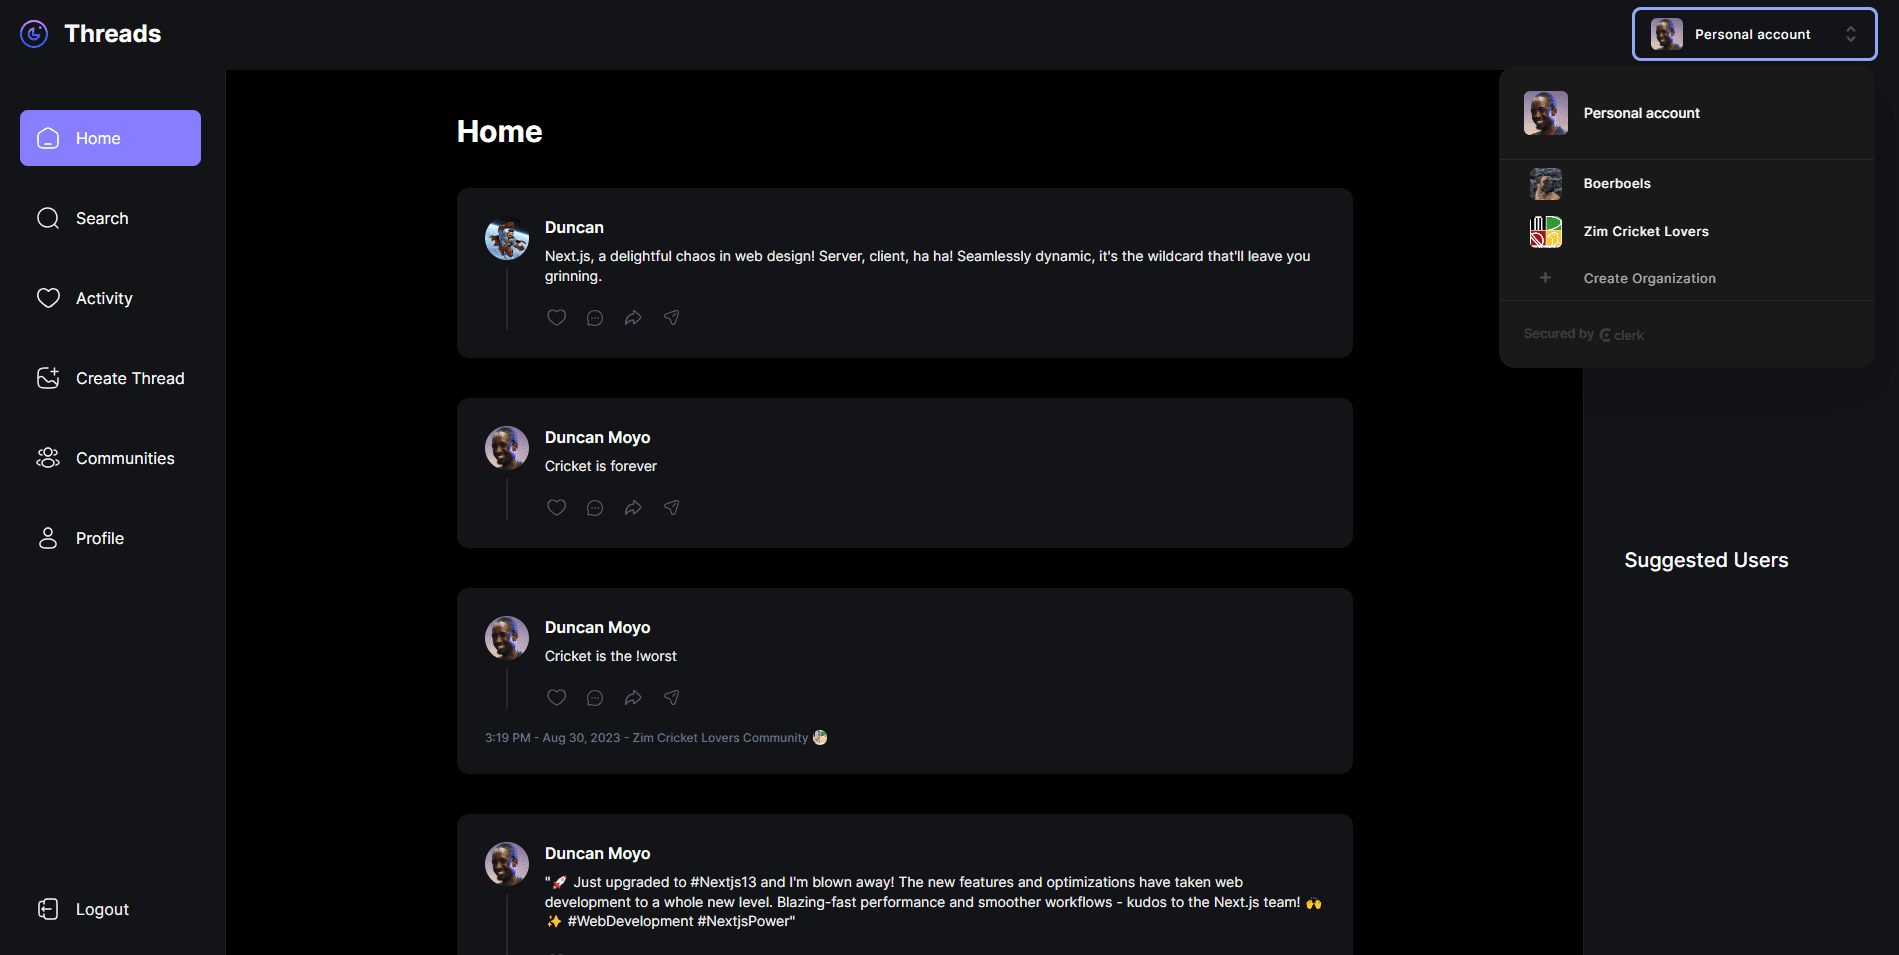 Threads
Personal account
Personal account
Boerboels
Zim Cricket Lovers
Create Organization
Secured by clerk
Home
Search
Activity
Create Thread
Communities
Profile
Logout
Home
Duncan
Next.js, a delightful chaos in web design! Server, client, ha ha! Seamlessly dynamic, it's the wildcard that'll leave you
grinning.
Duncan Moyo
Cricket is forever
Duncan Moyo
Cricket is the !worst
3:19 PM - Aug 30, 2023 - Zim Cricket Lovers Community
Duncan Moyo
"🚀 Just upgraded to #Nextjs13 and I'm blown away! The new features and optimizations have taken web
development to a whole new level. Blazing-fast performance and smoother workflows - kudos to the Next.js team! 🙌
✨ #WebDevelopment #NextjsPower"
Suggested Users